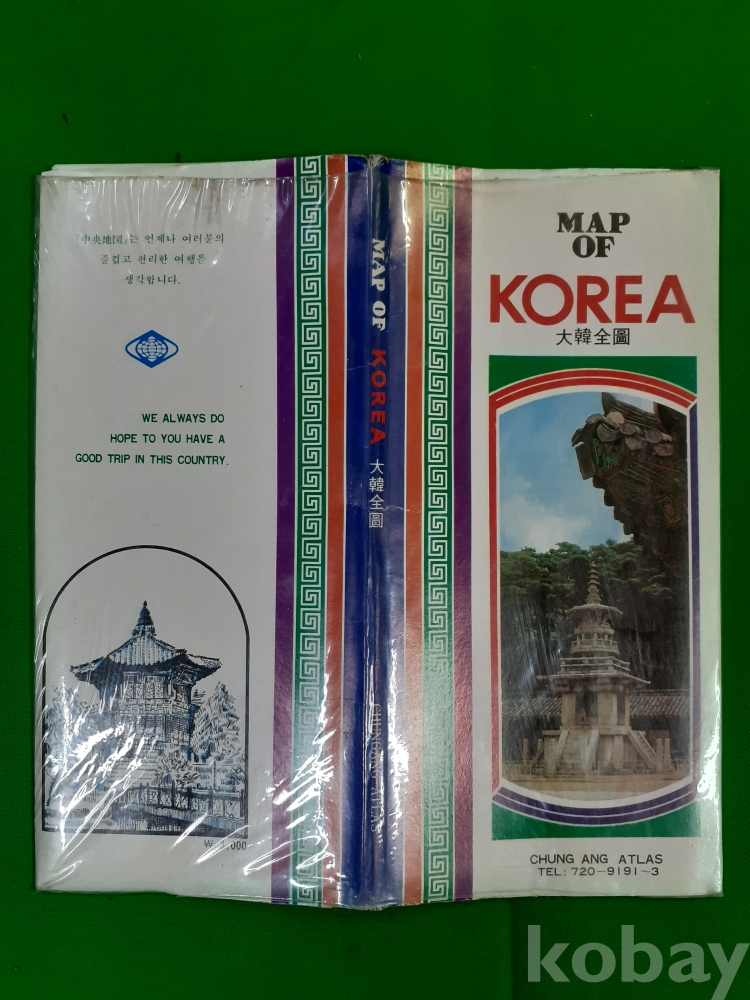 「中央地図」는 언제나 여러분의
즐겁고 편리한 여행을
생각합니다.
WE ALWAYS DO
HOPE TO YOU HAVE A
GOOD TRIP IN THIS COUNTRY.
MAP OF KOREA 大韓全圖
CHUNG ANG ATLAS
MAP
OF
KOREA
大韓全圖
CHUNG ANG ATLAS
TEL: 720-9191~3
kobay